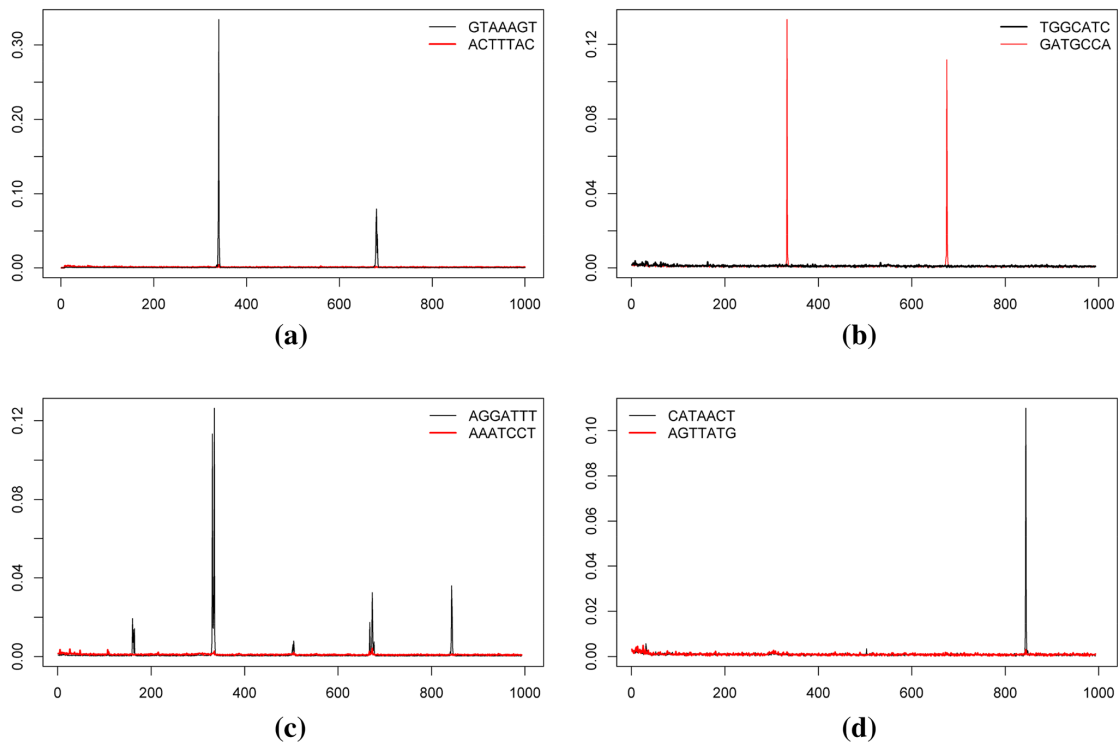 GTAAAGT
ACTTTAC
0.00 0.10 0.20 0.30
0 200 400 600 800 1000
(a)
TGGCATC
GATGCCA
0.00 0.04 0.08 0.12
0 200 400 600 800 1000
(b)
AGGATTT
AAATCCT
0.00 0.04 0.08 0.12
0 200 400 600 800 1000
(c)
CATAACT
AGTTATG
0.00 0.02 0.04 0.06 0.08 0.10
0 200 400 600 800 1000
(d)